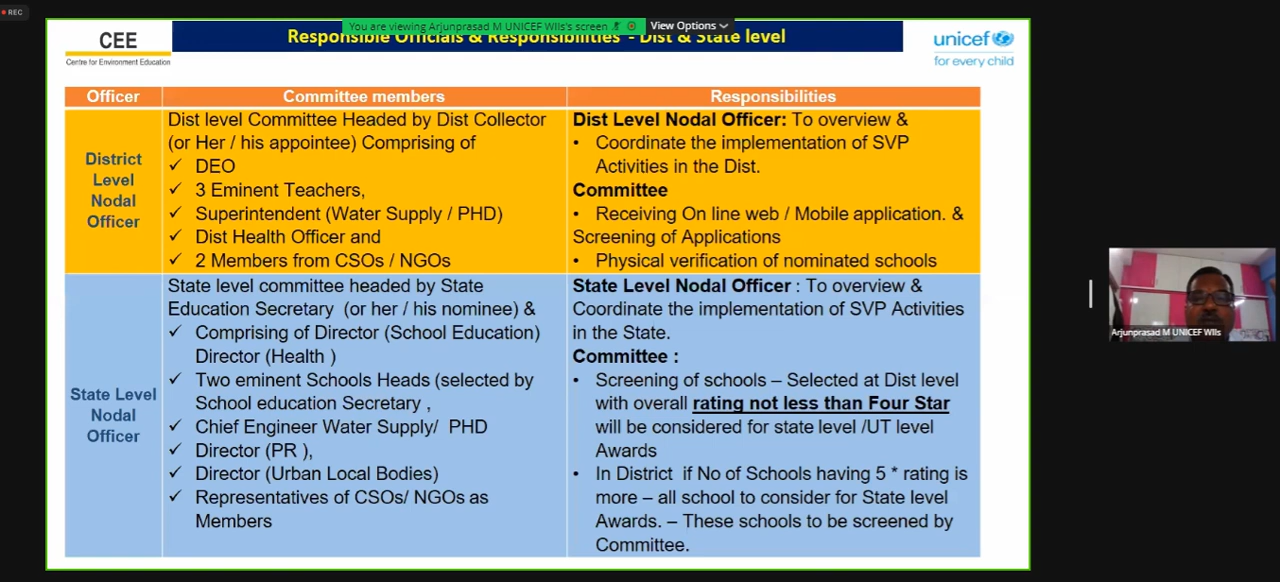 REC
You are viewing Arjunprasad M UNICEF WIIs's screen
View Options
Responsible Officials & Responsibilities - Dist & State level
CEE
Centre for Environment Education
unicef
for every child
Officer
Committee members
Responsibilities
District
Level
Nodal
Officer
Dist level Committee Headed by Dist Collector
(or Her / his appointee) Comprising of
✓ DEO
✓ 3 Eminent Teachers,
✓ Superintendent (Water Supply / PHD)
✓ Dist Health Officer and
✓ 2 Members from CSOs / NGOs
Dist Level Nodal Officer: To overview &
• Coordinate the implementation of SVP
Activities in the Dist.
Committee
• Receiving On line web / Mobile application. &
Screening of Applications
• Physical verification of nominated schools
State Level
Nodal
Officer
State level committee headed by State
Education Secretary (or her / his nominee) &
✓ Comprising of Director (School Education)
Director (Health )
✓ Two eminent Schools Heads (selected by
School education Secretary ,
✓ Chief Engineer Water Supply/ PHD
✓ Director (PR ),
✓ Director (Urban Local Bodies)
✓ Representatives of CSOs/ NGOs as
Members
State Level Nodal Officer : To overview &
Coordinate the implementation of SVP Activities
in the State.
Committee :
• Screening of schools – Selected at Dist level
with overall rating not less than Four Star
will be considered for state level /UT level
Awards
• In District if No of Schools having 5 * rating is
more – all school to consider for State level
Awards. – These schools to be screened by
Committee.
Arjunprasad M UNICEF WIIs